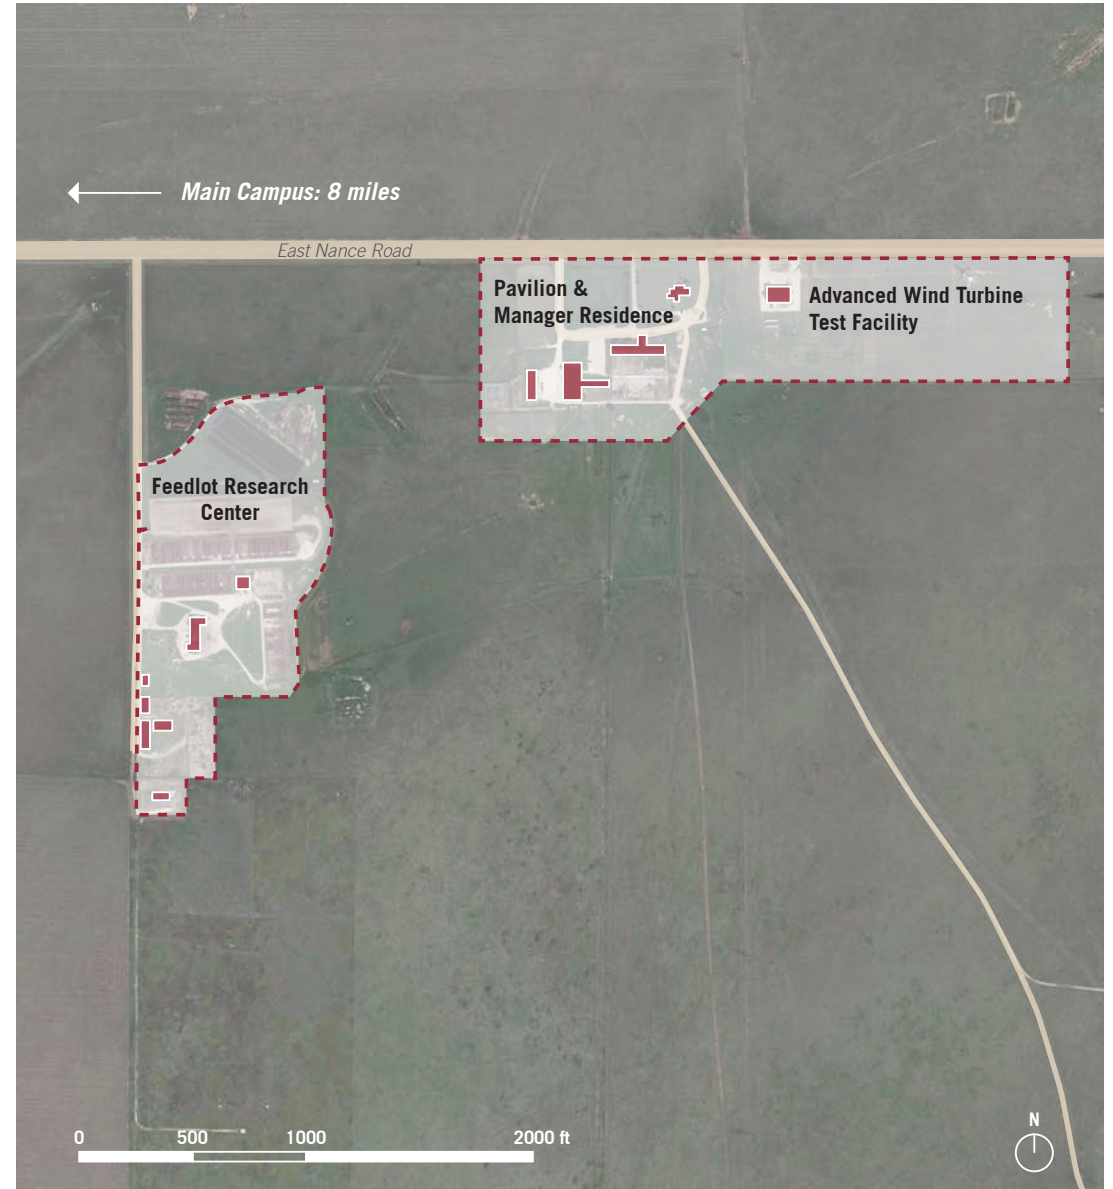 Main Campus: 8 miles
East Nance Road
Pavilion &
Manager Residence
Advanced Wind Turbine
Test Facility
Feedlot Research
Center
0 500 1000 2000 ft
N